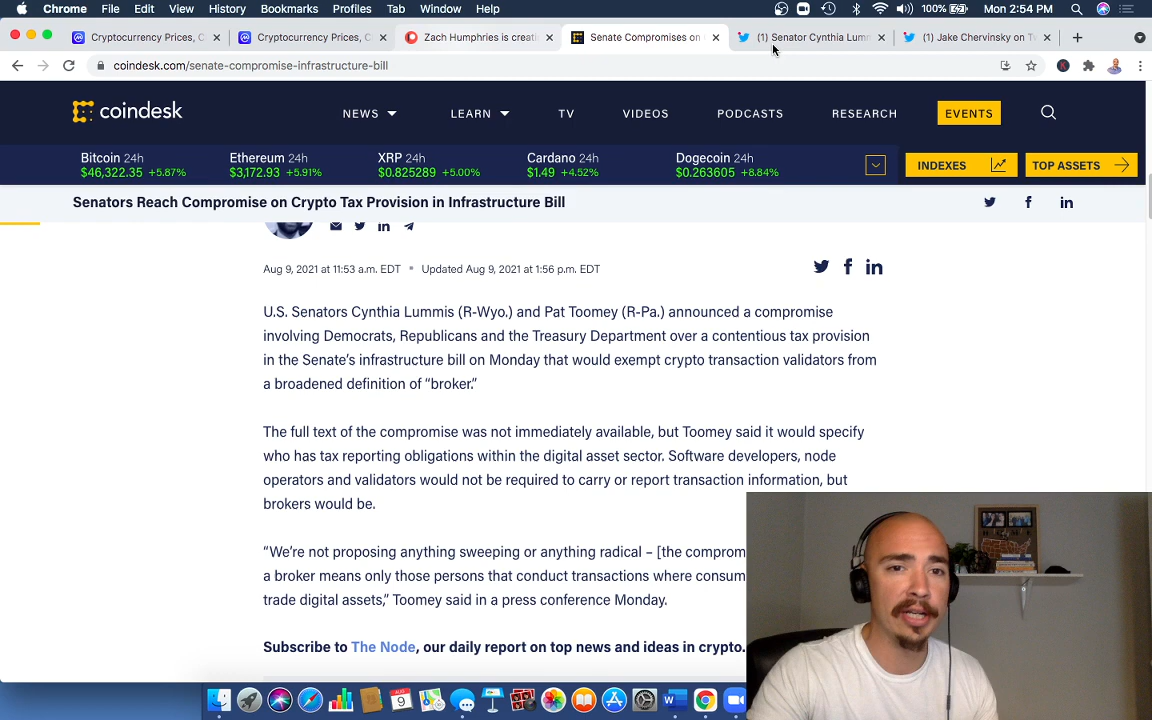 Chrome File Edit View History Bookmarks Profiles Tab Window Help 100% Mon 2:54 PM
Cryptocurrency Prices, C Cryptocurrency Prices, C Zach Humphries is creati Senate Compromises on (1) Senator Cynthia Lumm (1) Jake Chervinsky on Tw
coindesk.com/senate-compromise-infrastructure-bill
coindesk NEWS LEARN TV VIDEOS PODCASTS RESEARCH EVENTS
Bitcoin 24h Ethereum 24h XRP 24h Cardano 24h Dogecoin 24h
$46,322.35 +5.87% $3,172.93 +5.91% $0.825289 +5.00% $1.49 +4.52% $0.263605 +8.84% INDEXES TOP ASSETS
Senators Reach Compromise on Crypto Tax Provision in Infrastructure Bill
Aug 9, 2021 at 11:53 a.m. EDT • Updated Aug 9, 2021 at 1:56 p.m. EDT
U.S. Senators Cynthia Lummis (R-Wyo.) and Pat Toomey (R-Pa.) announced a compromise
involving Democrats, Republicans and the Treasury Department over a contentious tax provision
in the Senate's infrastructure bill on Monday that would exempt crypto transaction validators from
a broadened definition of “broker.”
The full text of the compromise was not immediately available, but Toomey said it would specify
who has tax reporting obligations within the digital asset sector. Software developers, node
operators and validators would not be required to carry or report transaction information, but
brokers would be.
“We're not proposing anything sweeping or anything radical – [the comprom
a broker means only those persons that conduct transactions where consum
trade digital assets,” Toomey said in a press conference Monday.
Subscribe to The Node, our daily report on top news and ideas in crypto.